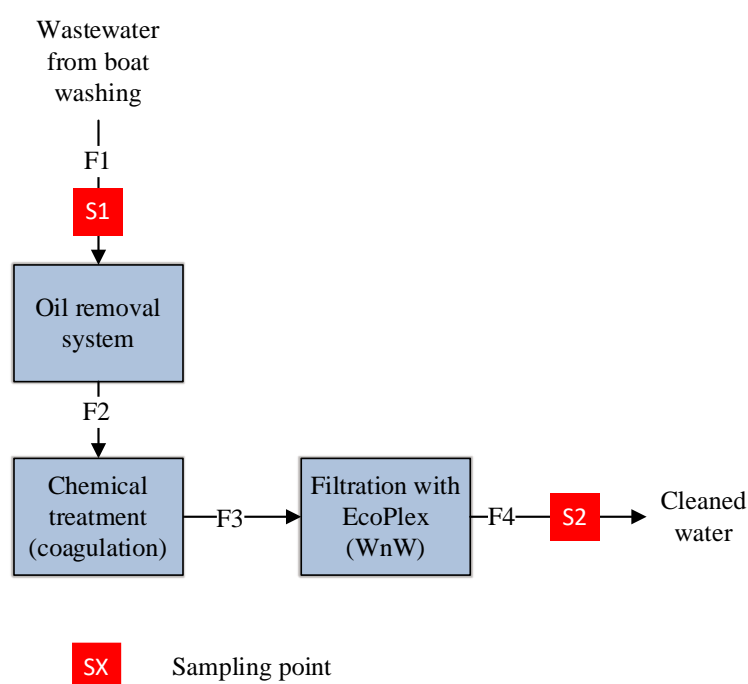 Wastewater
from boat
washing
F1
S1
Oil removal
system
F2
Chemical
treatment
(coagulation)
F3
Filtration with
EcoPlex
(WnW)
F4
S2
Cleaned
water
SX
Sampling point